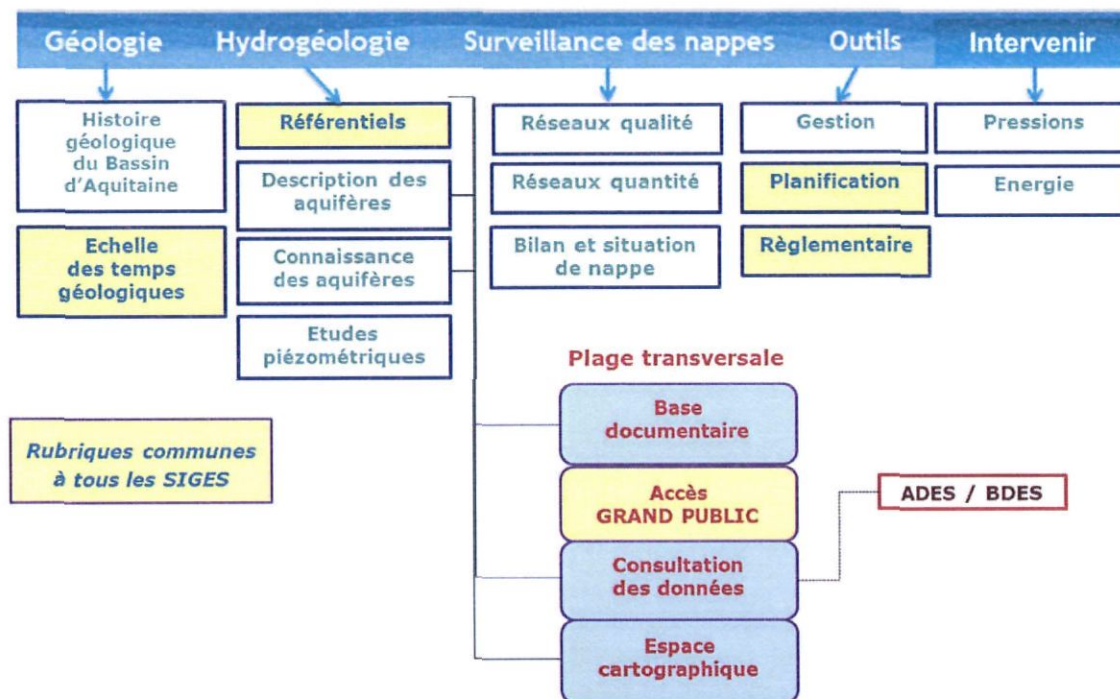 Géologie
Hydrogéologie
Surveillance des nappes
Outils
Intervenir
Histoire
géologique
du Bassin
d'Aquitaine
Echelle
des temps
géologiques
Référentiels
Description des
aquifères
Connaissance
des aquifères
Etudes
piézométriques
Réseaux qualité
Réseaux quantité
Bilan et situation
de nappe
Gestion
Planification
Règlementaire
Pressions
Energie
Rubriques communes
à tous les SIGES
Plage transversale
Base
documentaire
Accès
GRAND PUBLIC
Consultation
des données
Espace
cartographique
ADES / BDES